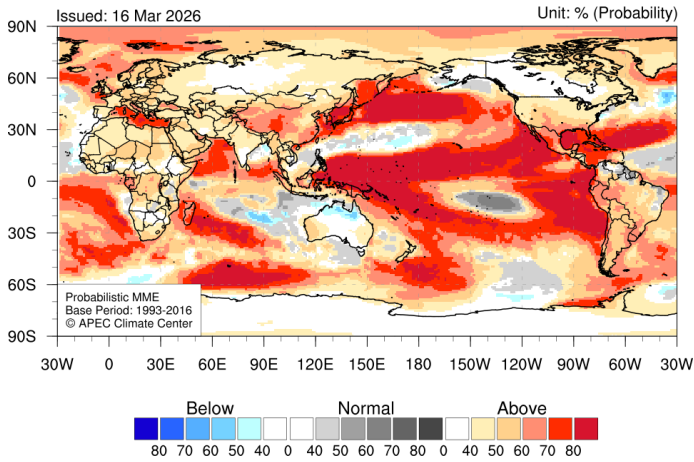 Issued: 16 Mar 2026
Unit: % (Probability)
90N
60N
30N
0
30S
60S
90S
Probabilistic MME
Base Period: 1993-2016
© APEC Climate Center
30W 0 30E 60E 90E 120E 150E 180 150W 120W 90W 60W 30W
Below Normal Above
80 70 60 50 40 0 40 50 60 70 80 0 40 50 60 70 80